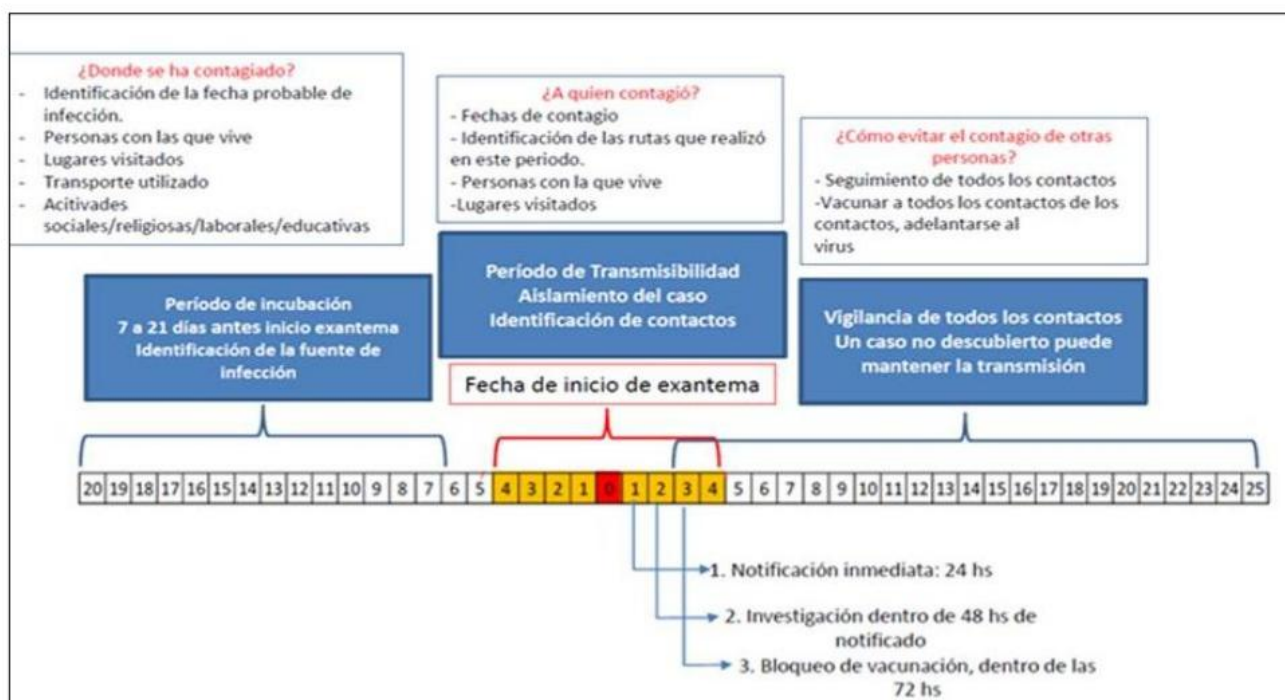 ¿Donde se ha contagiado?
- Identificación de la fecha probable de
infección.
- Personas con las que vive
- Lugares visitados
- Transporte utilizado
- Acitivades
sociales/religiosas/laborales/educativas
¿A quien contagió?
- Fechas de contagio
- Identificación de las rutas que realizó
en este periodo.
- Personas con la que vive
-Lugares visitados
¿Cómo evitar el contagio de otras
personas?
- Seguimiento de todos los contactos
-Vacunar a todos los contactos de los
contactos, adelantarse al
virus
Período de incubación
7 a 21 días antes inicio exantema
Identificación de la fuente de
infección
Período de Transmisibilidad
Aislamiento del caso
Identificación de contactos
Vigilancia de todos los contactos
Un caso no descubierto puede
mantener la transmisión
Fecha de inicio de exantema
20 19 18 17 16 15 14 13 12 11 10 9 8 7 6 5 4 3 2 1 0 1 2 3 4 5 6 7 8 9 10 11 12 13 14 15 16 17 18 19 20 21 22 23 24 25
1. Notificación inmediata: 24 hs
2. Investigación dentro de 48 hs de
notificado
3. Bloqueo de vacunación, dentro de las
72 hs